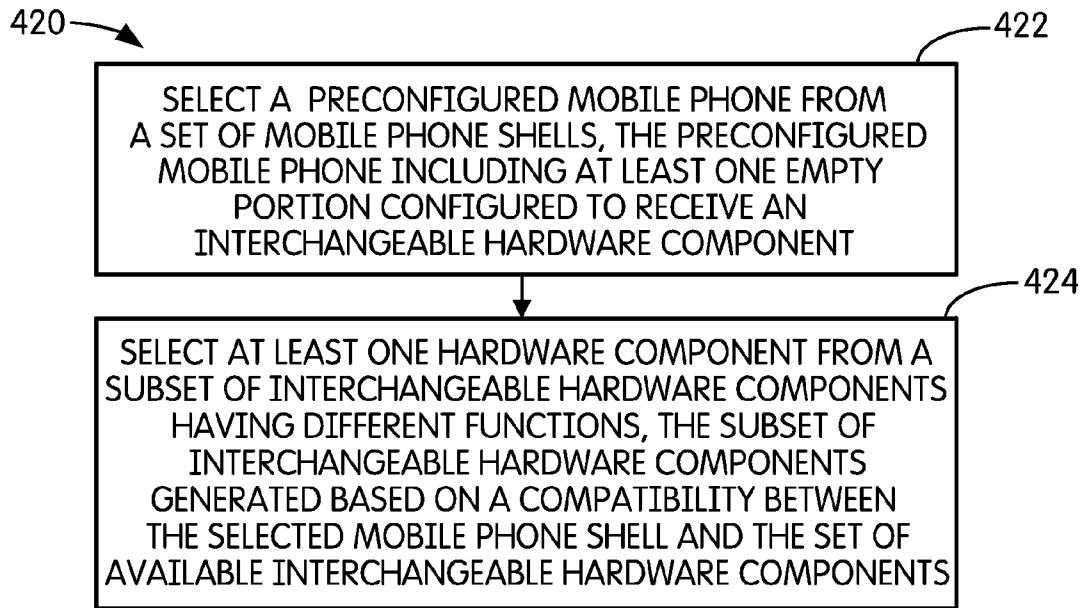 420
422
SELECT A PRECONFIGURED MOBILE PHONE FROM
A SET OF MOBILE PHONE SHELLS, THE PRECONFIGURED
MOBILE PHONE INCLUDING AT LEAST ONE EMPTY
PORTION CONFIGURED TO RECEIVE AN
INTERCHANGEABLE HARDWARE COMPONENT
424
SELECT AT LEAST ONE HARDWARE COMPONENT FROM A
SUBSET OF INTERCHANGEABLE HARDWARE COMPONENTS
HAVING DIFFERENT FUNCTIONS, THE SUBSET OF
INTERCHANGEABLE HARDWARE COMPONENTS
GENERATED BASED ON A COMPATIBILITY BETWEEN
THE SELECTED MOBILE PHONE SHELL AND THE SET OF
AVAILABLE INTERCHANGEABLE HARDWARE COMPONENTS